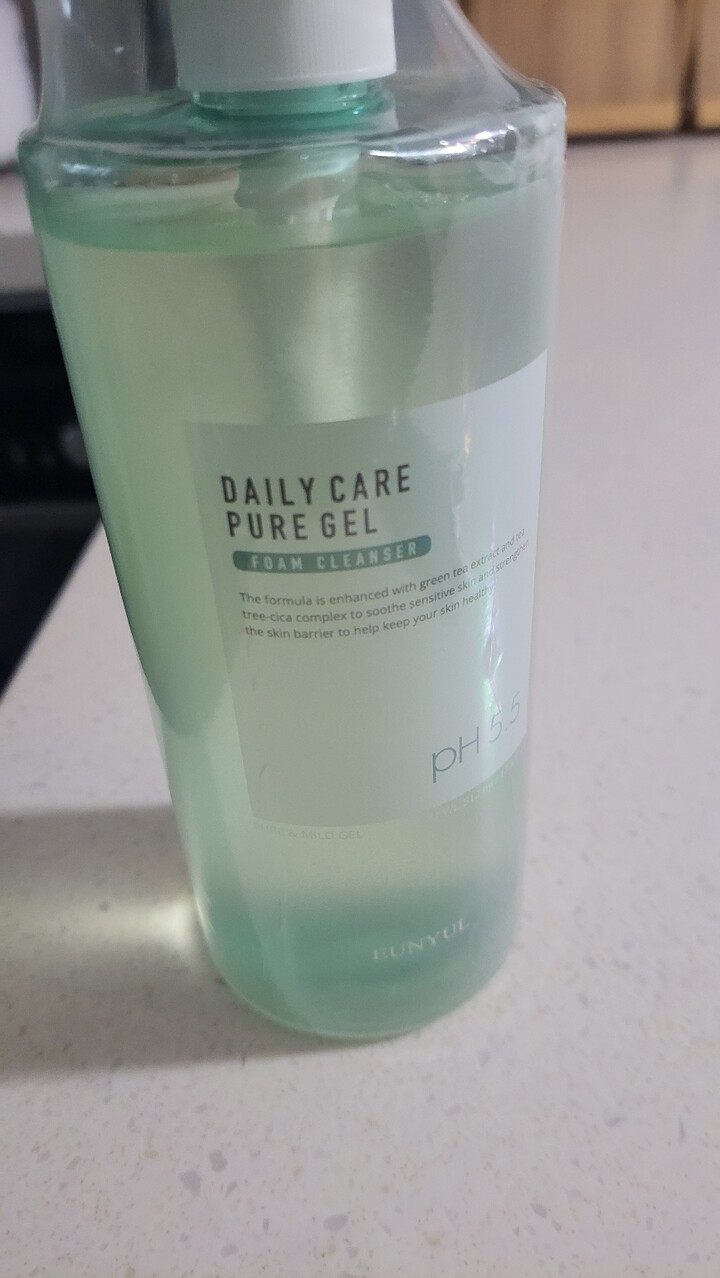 DAILY CARE
PURE GEL
FOAM CLEANSER
The formula is enhanced with green tea extract and tea
tree-cica complex to soothe sensitive skin and strengthen
the skin barrier to help keep your skin healthy.
pH 5.5
& MILD GEL
EUNYUL